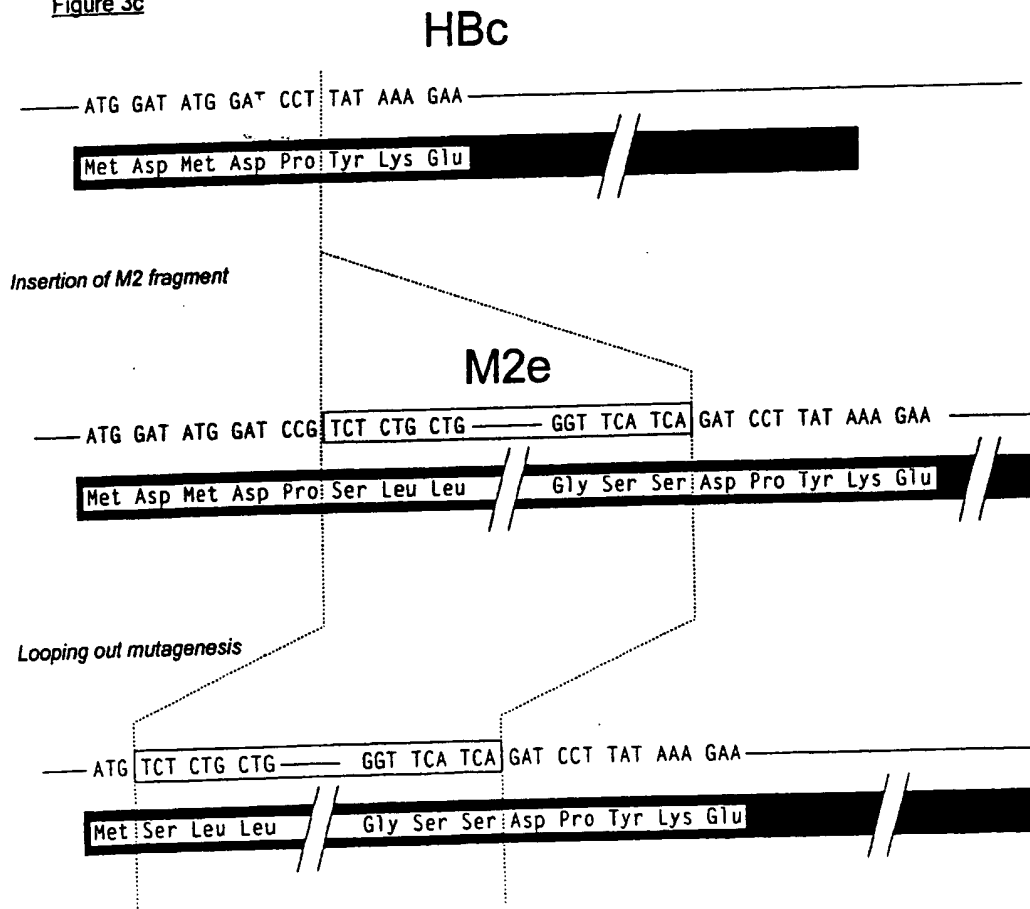 Figure 3c
HBc
ATG GAT ATG GAT CCT TAT AAA GAA
Met Asp Met Asp Pro Tyr Lys Glu
Insertion of M2 fragment
M2e
ATG GAT ATG GAT CCG TCT CTG CTG GGT TCA TCA GAT CCT TAT AAA GAA
Met Asp Met Asp Pro Ser Leu Leu Gly Ser Ser Asp Pro Tyr Lys Glu
Looping out mutagenesis
ATG TCT CTG CTG GGT TCA TCA GAT CCT TAT AAA GAA
Met Ser Leu Leu Gly Ser Ser Asp Pro Tyr Lys Glu